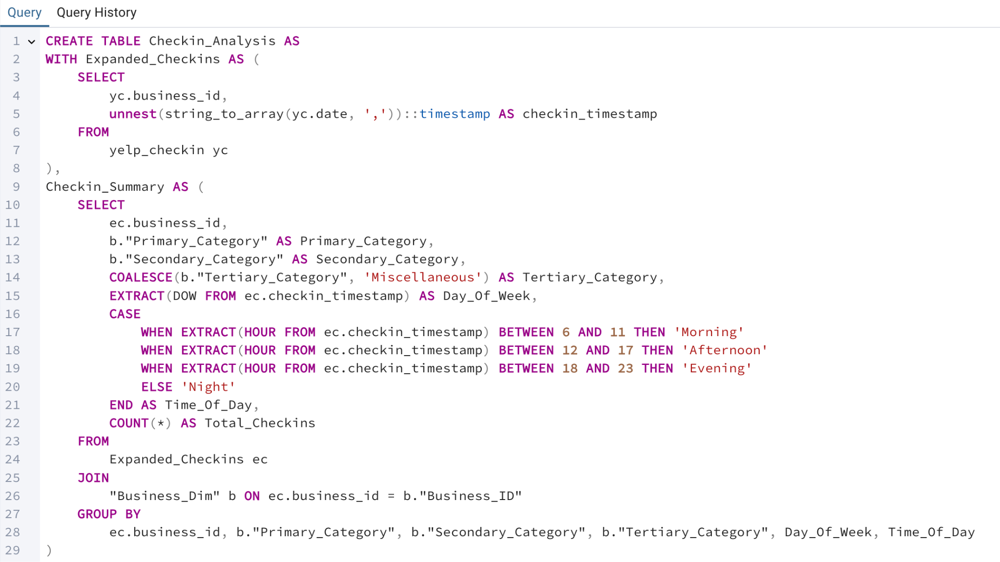 Query Query History
1 CREATE TABLE Checkin_Analysis AS
2 WITH Expanded_Checkins AS (
3     SELECT
4         yc.business_id,
5         unnest(string_to_array(yc.date, ','))::timestamp AS checkin_timestamp
6     FROM
7         yelp_checkin yc
8 ),
9 Checkin_Summary AS (
10     SELECT
11         ec.business_id,
12         b."Primary_Category" AS Primary_Category,
13         b."Secondary_Category" AS Secondary_Category,
14         COALESCE(b."Tertiary_Category", 'Miscellaneous') AS Tertiary_Category,
15         EXTRACT(DOW FROM ec.checkin_timestamp) AS Day_Of_Week,
16         CASE
17             WHEN EXTRACT(HOUR FROM ec.checkin_timestamp) BETWEEN 6 AND 11 THEN 'Morning'
18             WHEN EXTRACT(HOUR FROM ec.checkin_timestamp) BETWEEN 12 AND 17 THEN 'Afternoon'
19             WHEN EXTRACT(HOUR FROM ec.checkin_timestamp) BETWEEN 18 AND 23 THEN 'Evening'
20             ELSE 'Night'
21         END AS Time_Of_Day,
22         COUNT(*) AS Total_Checkins
23     FROM
24         Expanded_Checkins ec
25     JOIN
26         "Business_Dim" b ON ec.business_id = b."Business_ID"
27     GROUP BY
28         ec.business_id, b."Primary_Category", b."Secondary_Category", b."Tertiary_Category", Day_Of_Week, Time_Of_Day
29 )